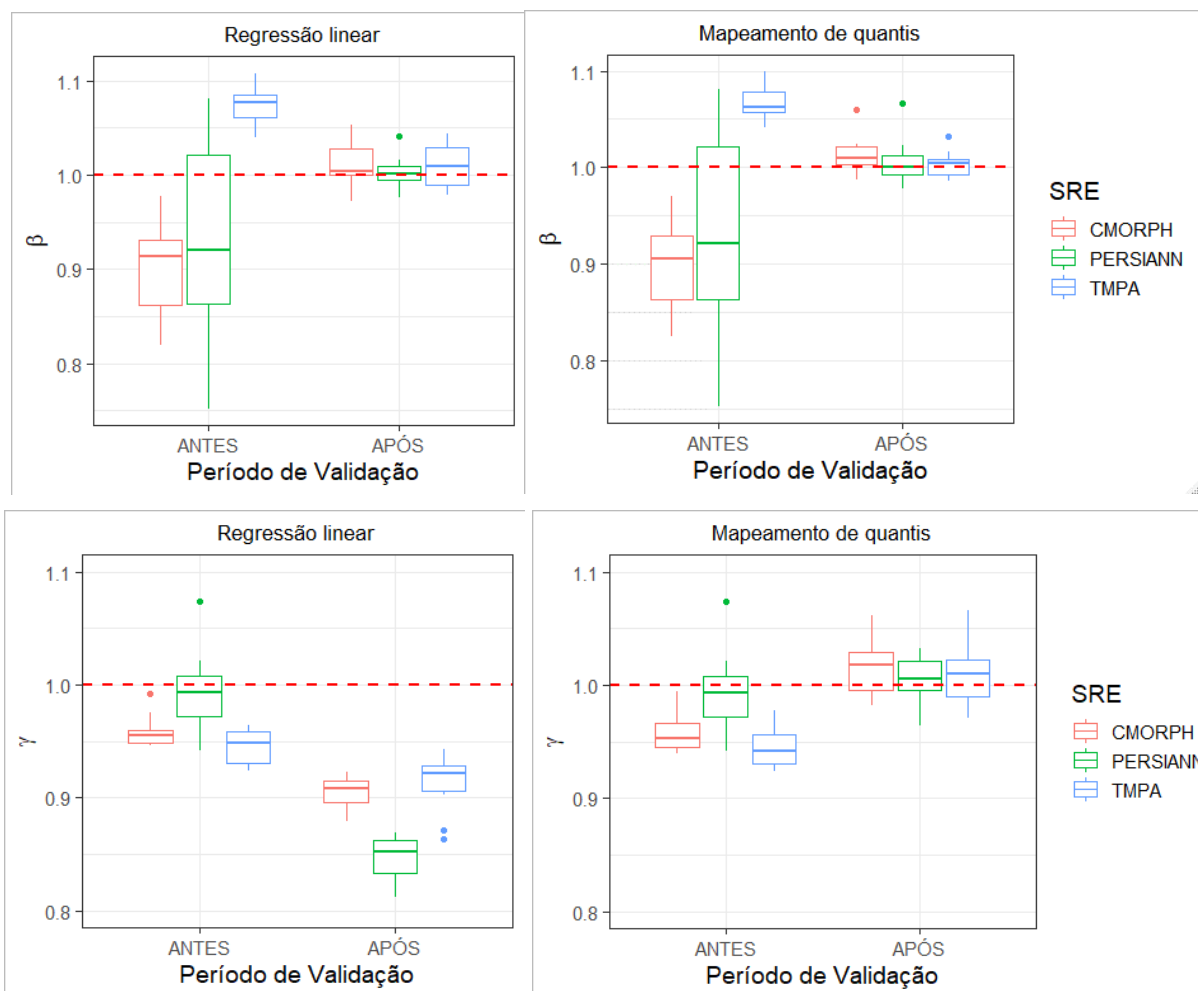 Regressão linear
1.1
1.0
0.9
0.8
β
ANTES APÓS
Período de Validação
Mapeamento de quantis
1.1
1.0
0.9
0.8
β
ANTES APÓS
Período de Validação
SRE
CMORPH
PERSIANN
TMPA
Regressão linear
1.1
1.0
0.9
0.8
γ
ANTES APÓS
Período de Validação
Mapeamento de quantis
1.1
1.0
0.9
0.8
γ
ANTES APÓS
Período de Validação
SRE
CMORPH
PERSIANN
TMPA